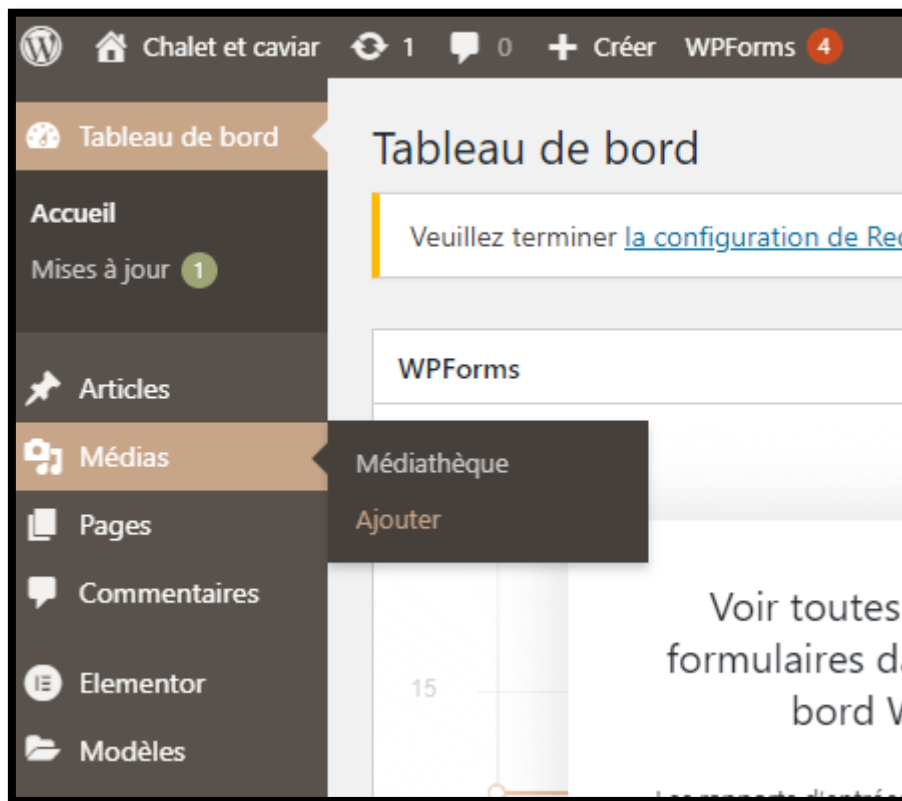 Chalet et caviar 1 0 Créer WPForms 4
Tableau de bord
Accueil
Mises à jour 1
Articles
Médias
Pages
Commentaires
Elementor
Modèles
Médiathèque
Ajouter
Tableau de bord
Veuillez terminer la configuration de
WPForms
15
Voir toutes
formulaires
bord